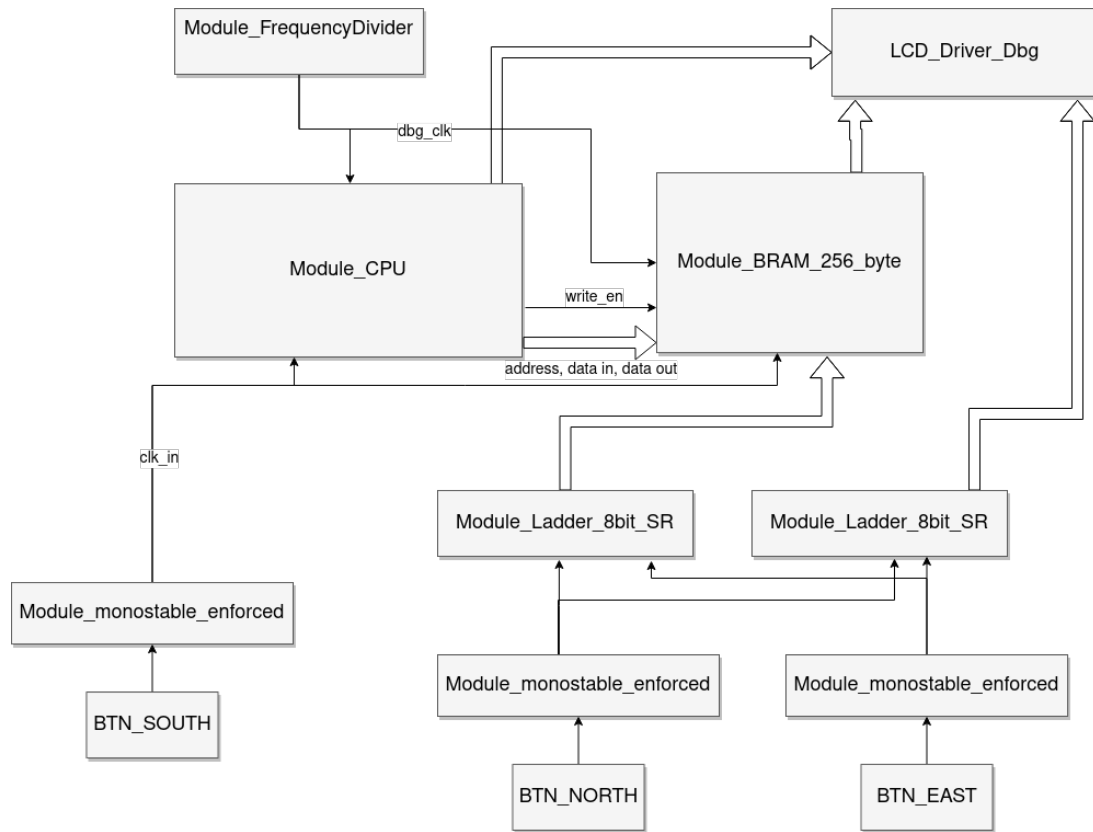 Module_FrequencyDivider
LCD_Driver_Dbg
dbg_clk
Module_CPU
Module_BRAM_256_byte
write_en
address, data in, data out
clk_in
Module_Ladder_8bit_SR
Module_Ladder_8bit_SR
Module_monostable_enforced
Module_monostable_enforced
Module_monostable_enforced
BTN_SOUTH
BTN_NORTH
BTN_EAST